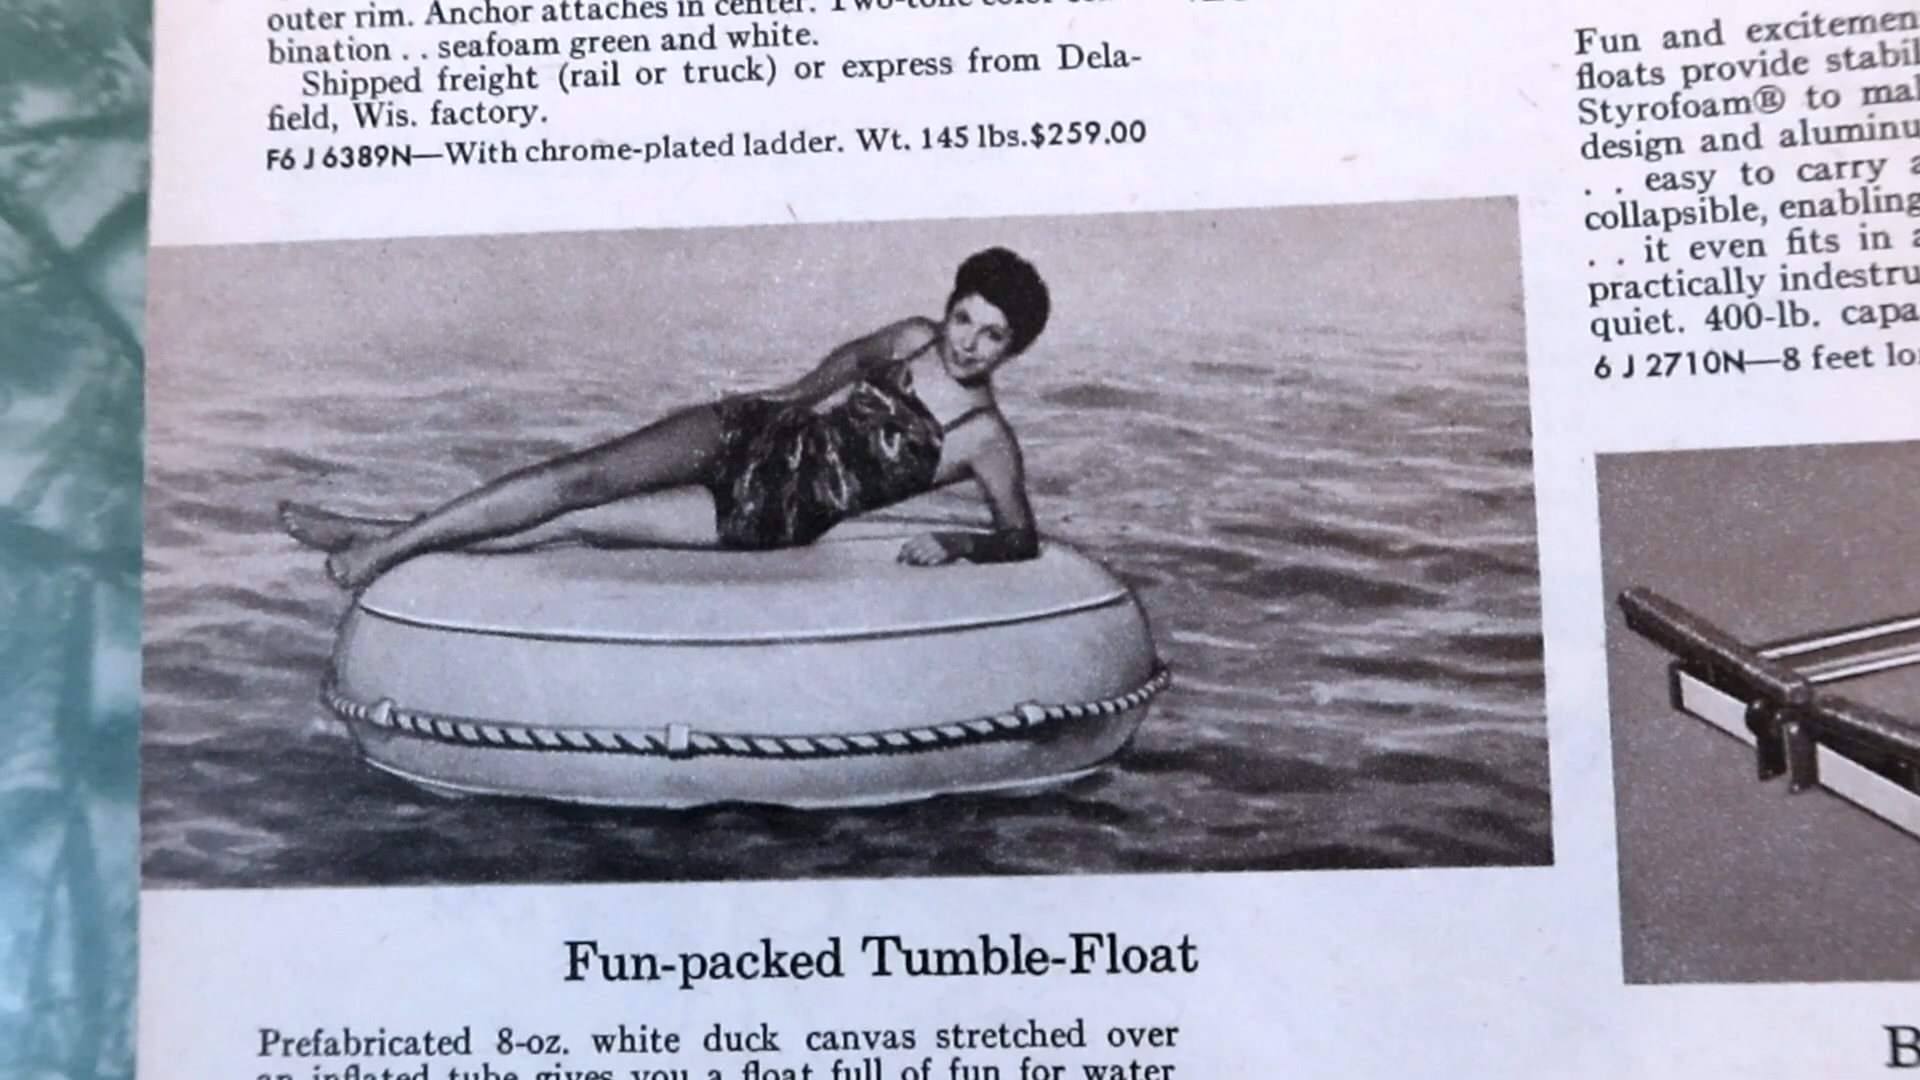 outer rim. Anchor attaches in center. Two-tone color
bination . . seafoam green and white.
Shipped freight (rail or truck) or express from Dela-
field, Wis. factory.
F6 J 6389N—With chrome-plated ladder. Wt. 145 lbs.$259.00
Fun-packed Tumble-Float
Prefabricated 8-oz. white duck canvas stretched over
an inflated tube gives you a float full of fun for water
Fun and excitemen
floats provide stabil
Styrofoam® to mal
design and aluminu
. . easy to carry a
collapsible, enabling
. . it even fits in a
practically indestru
quiet. 400-lb. capa
6 J 2710N—8 feet lo
B